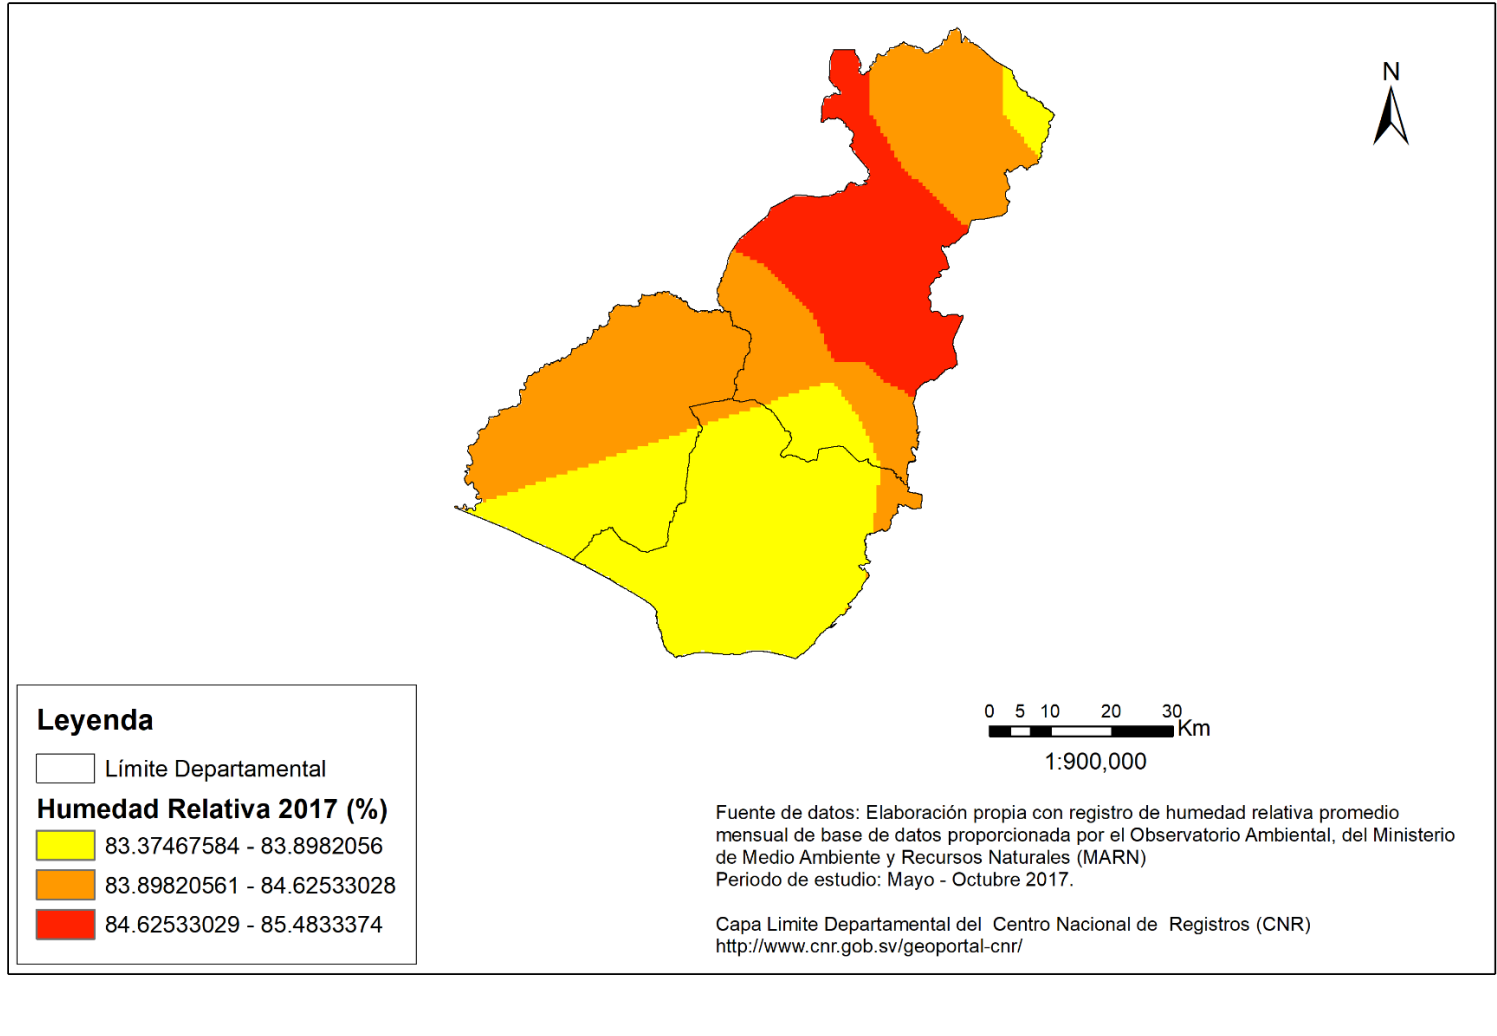 N
Leyenda
Límite Departamental
Humedad Relativa 2017 (%)
83.37467584 - 83.8982056
83.89820561 - 84.62533028
84.62533029 - 85.4833374
0 5 10 20 30
Km
1:900,000
Fuente de datos: Elaboración propia con registro de humedad relativa promedio
mensual de base de datos proporcionada por el Observatorio Ambiental, del Ministerio
de Medio Ambiente y Recursos Naturales (MARN)
Periodo de estudio: Mayo - Octubre 2017.
Capa Limite Departamental del Centro Nacional de Registros (CNR)
http://www.cnr.gob.sv/geoportal-cnr/